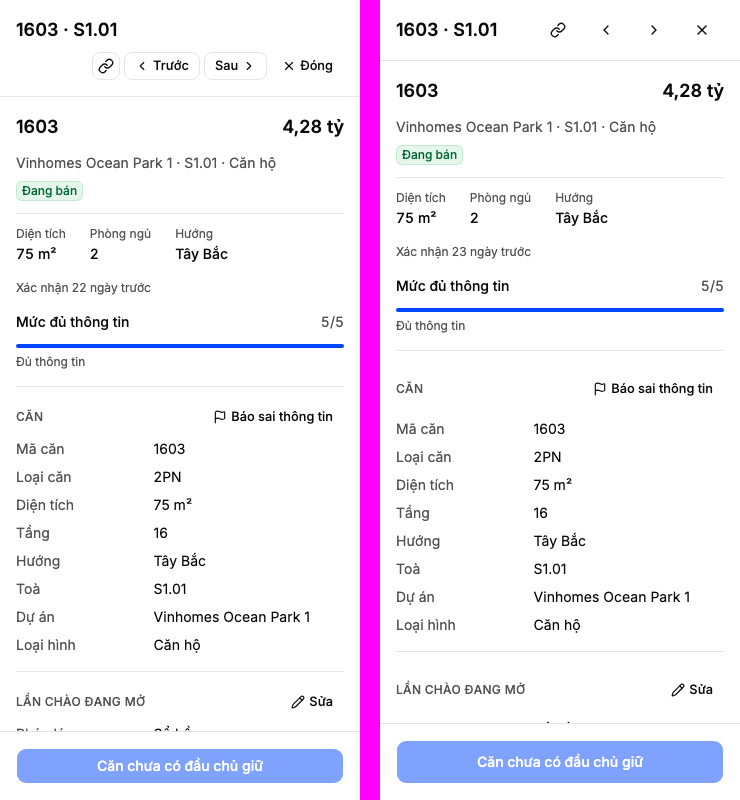 1603 · S1.01
Trước
Sau
Đóng
1603
4,28 tỷ
Vinhomes Ocean Park 1 · S1.01 · Căn hộ
Đang bán
Diện tích
Phòng ngủ
Hướng
75 m²
2
Tây Bắc
Xác nhận 22 ngày trước
Mức đủ thông tin
5/5
Đủ thông tin
CĂN
Báo sai thông tin
Mã căn
1603
Loại căn
2PN
Diện tích
75 m²
Tầng
16
Hướng
Tây Bắc
Toà
S1.01
Dự án
Vinhomes Ocean Park 1
Loại hình
Căn hộ
LẦN CHÀO ĐANG MỞ
Sửa
Căn chưa có đầu chủ giữ
1603 · S1.01
1603
4,28 tỷ
Vinhomes Ocean Park 1 · S1.01 · Căn hộ
Đang bán
Diện tích
Phòng ngủ
Hướng
75 m²
2
Tây Bắc
Xác nhận 23 ngày trước
Mức đủ thông tin
5/5
Đủ thông tin
CĂN
Báo sai thông tin
Mã căn
1603
Loại căn
2PN
Diện tích
75 m²
Tầng
16
Hướng
Tây Bắc
Toà
S1.01
Dự án
Vinhomes Ocean Park 1
Loại hình
Căn hộ
LẦN CHÀO ĐANG MỞ
Sửa
Căn chưa có đầu chủ giữ